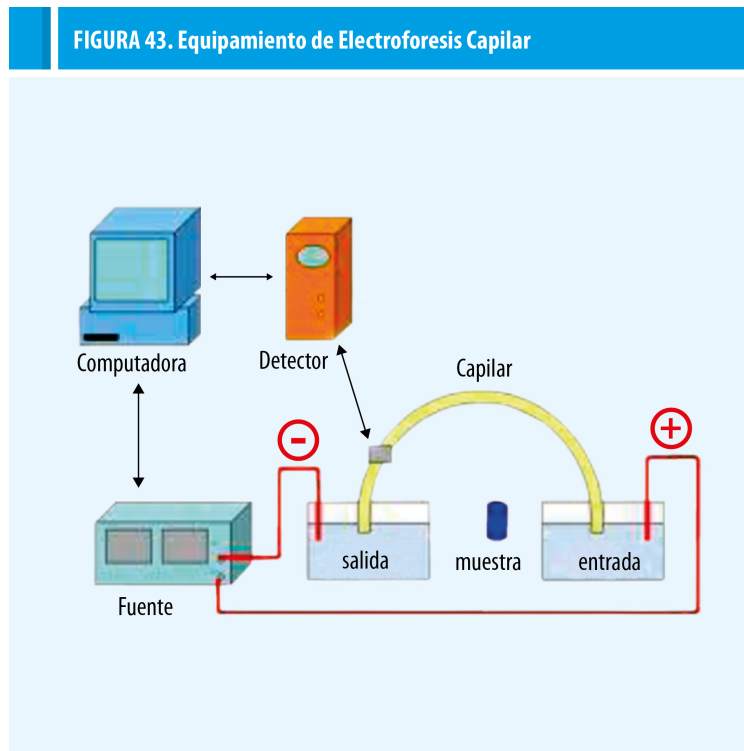 FIGURA 43. Equipamiento de Electroforesis Capilar
Computadora
Detector
Capilar
-
+
salida
muestra
entrada
Fuente